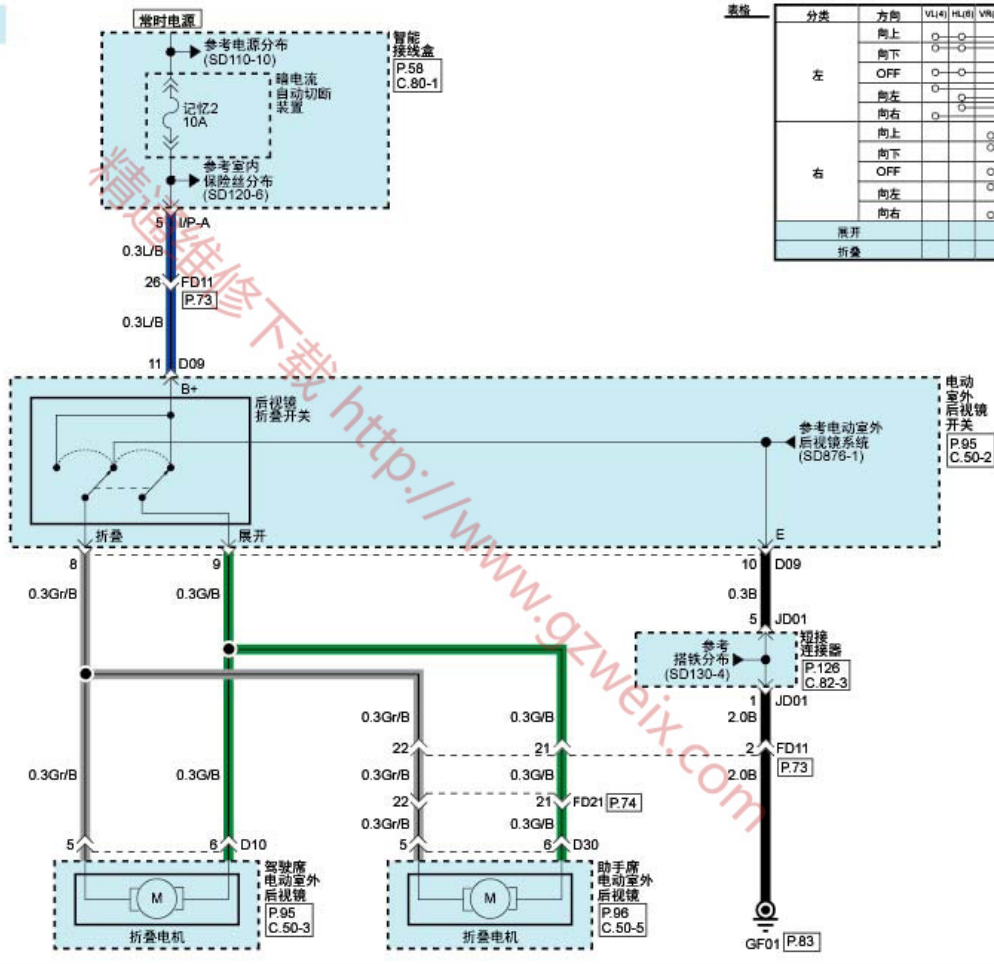 常时电源
参考电源分布
(SD110-10)
智能
接线盒
P.58
C.80-1
暗电流
自动切断
装置
记忆2
10A
参考室内
保险丝分布
(SD120-6)
5 I/P-A
0.3L/B
26 FD11
P.73
0.3L/B
11 D09
B+
表格
分类 方向 VL(4) HL(6) VR(
左
向上
向下
OFF
向左
向右
右
向上
向下
OFF
向左
向右
展开
折叠
后视镜
折叠开关
参考电动室外
后视镜系统
(SD876-1)
电动
室外
后视镜
开关
P.95
C.50-2
折叠 展开 E
8 9 10 D09
0.3Gr/B 0.3G/B 0.3B
5 JD01
参考
搭铁分布
(SD130-4)
短接
连接器
P.126
C.82-3
1 JD01
0.3Gr/B 0.3G/B 2.0B
22 21 2 FD11
P.73
0.3Gr/B 0.3G/B 0.3Gr/B 0.3G/B 2.0B
22 21 FD21 P.74
0.3Gr/B 0.3G/B
5 6 D10 5 6 D30
M
折叠电机
驾驶席
电动室外
后视镜
P.95
C.50-3
M
折叠电机
助手席
电动室外
后视镜
P.96
C.50-5
GF01 P.83
精通维修下载 http://www.gzweix.com